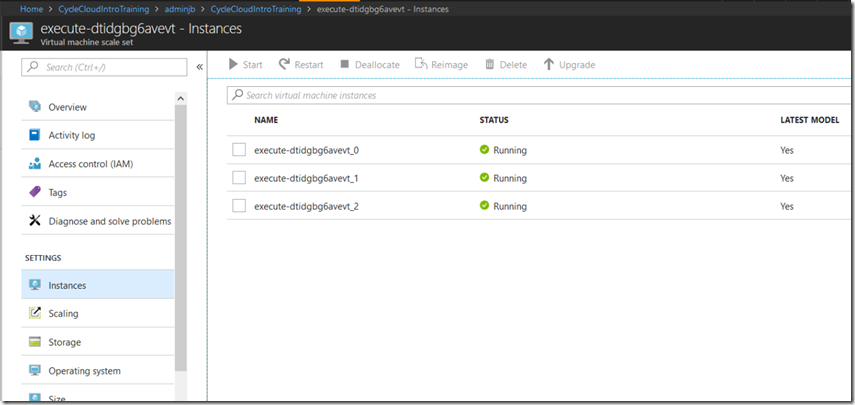 Home > CycleCloudIntroTraining > adminjb > CycleCloudIntroTraining > execute-dtidgbg6avevt - Instances
execute-dtidgbg6avevt - Instances
Virtual machine scale set
Search (Ctrl+/)
«
Start
Restart
Deallocate
Reimage
Delete
Upgrade
Search virtual machine instances
Overview
Activity log
Access control (IAM)
Tags
Diagnose and solve problems
SETTINGS
Instances
Scaling
Storage
Operating system
Size
NAME STATUS LATEST MODEL
execute-dtidgbg6avevt_0 Running Yes
execute-dtidgbg6avevt_1 Running Yes
execute-dtidgbg6avevt_2 Running Yes